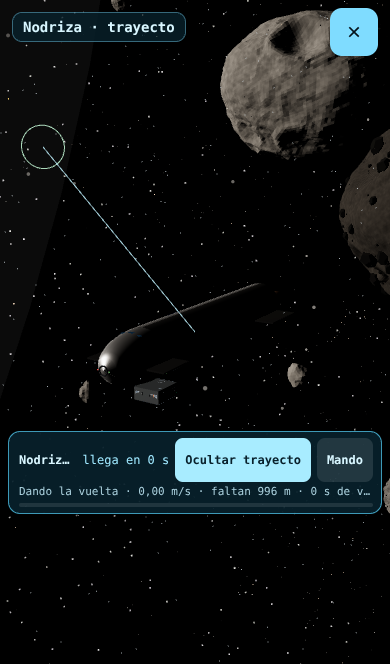 Nodriza · trayecto
✕
Nodriz… llega en 0 s Ocultar trayecto Mando
Dando la vuelta · 0,00 m/s · faltan 996 m · 0 s de v…